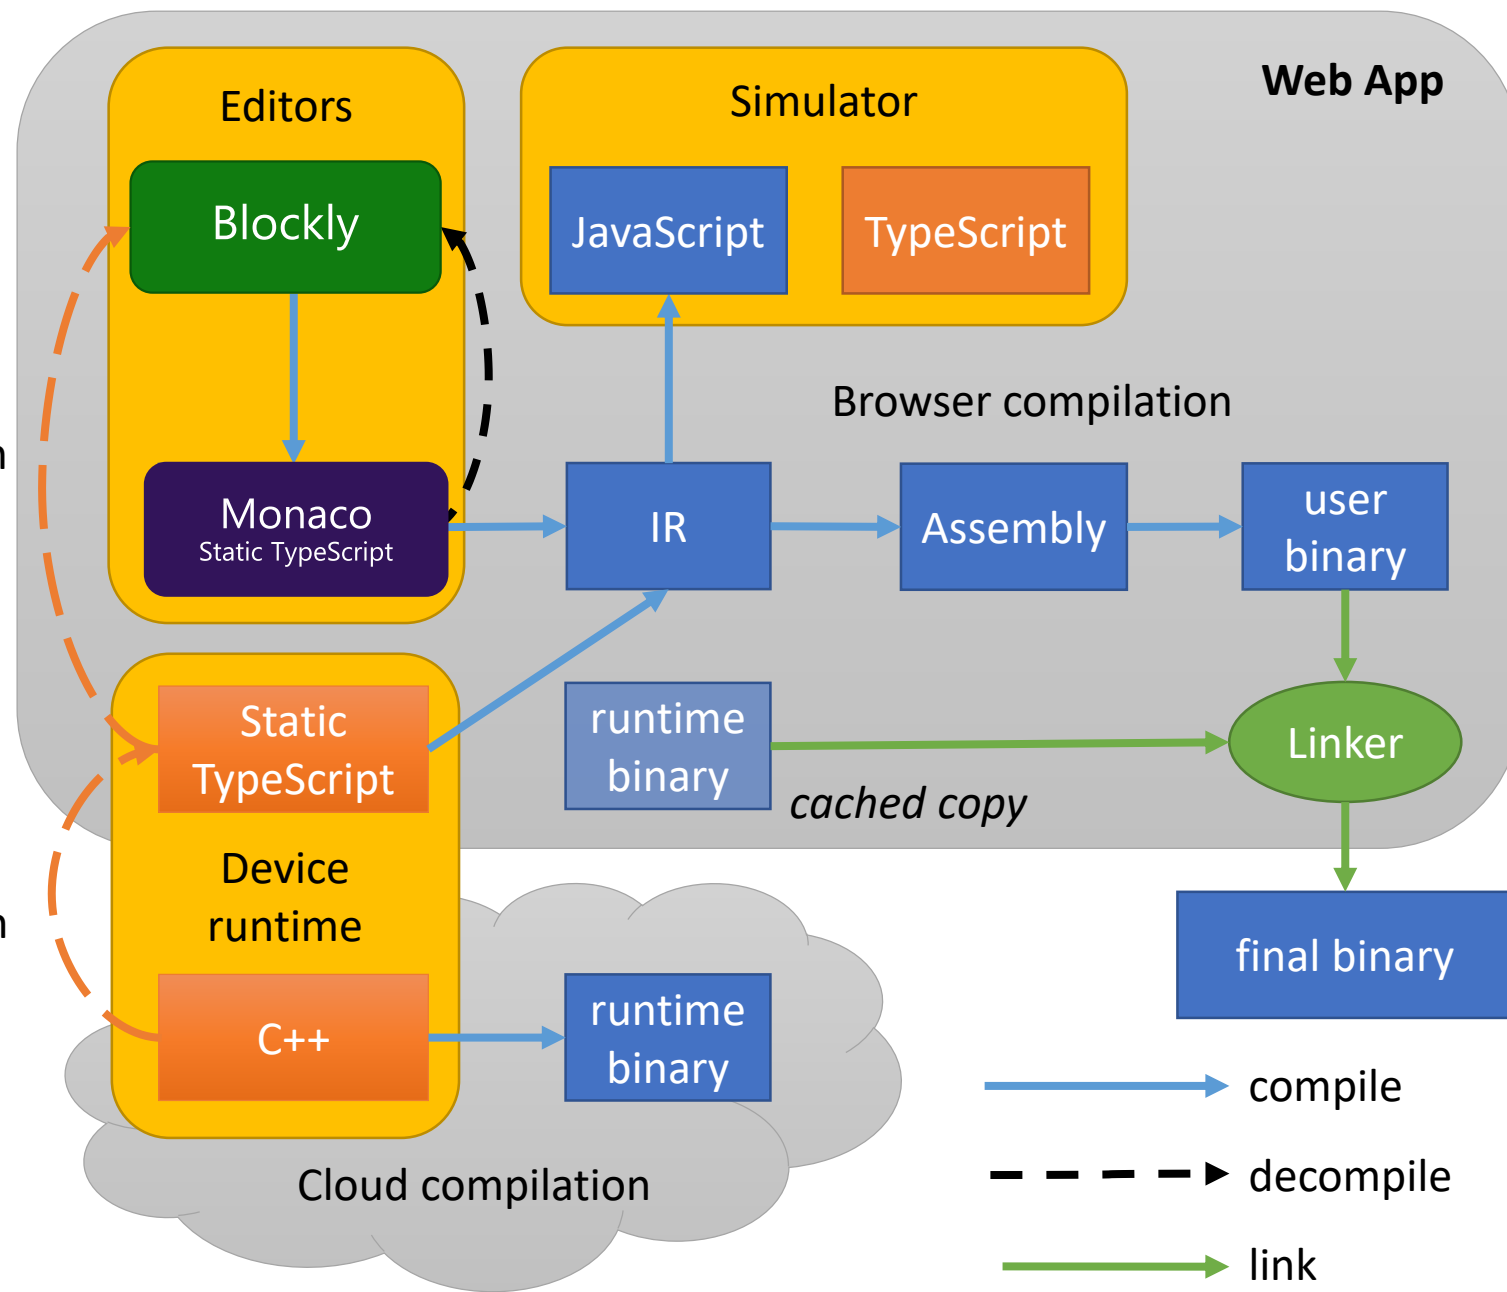 Web App
Editors
Simulator
Blockly
JavaScript
TypeScript
Browser compilation
Monaco
Static TypeScript
IR
Assembly
user
binary
Static
TypeScript
runtime
binary
Linker
cached copy
Device
runtime
final binary
C++
runtime
binary
compile
Cloud compilation
decompile
link